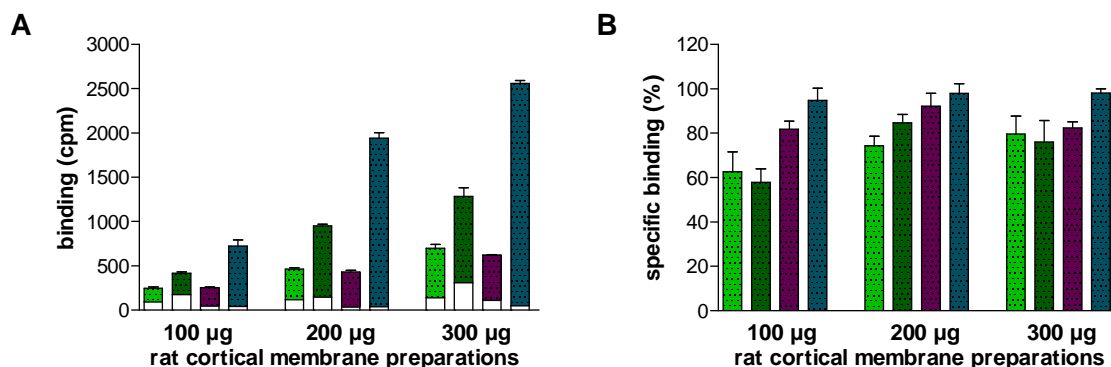 A
binding (cpm)
3000
2500
2000
1500
1000
500
0
100 µg 200 µg 300 µg
rat cortical membrane preparations
B
specific binding (%)
120
100
80
60
40
20
0
100 µg 200 µg 300 µg
rat cortical membrane preparations